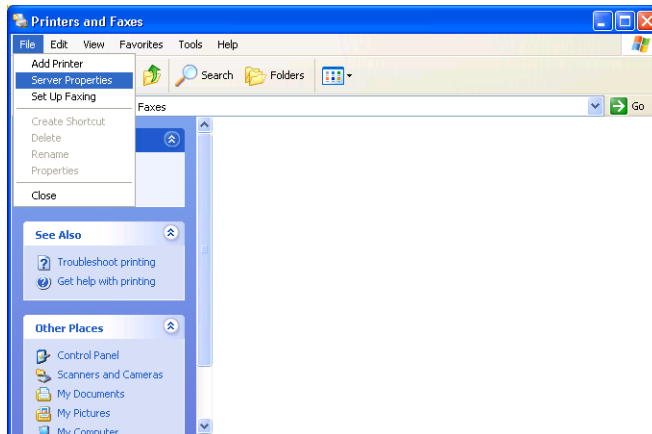 Printers and Faxes
File Edit View Favorites Tools Help
Add Printer
Server Properties
Set Up Faxing
Create Shortcut
Delete
Rename
Properties
Close
Search Folders
Faxes
Go
See Also
Troubleshoot printing
Get help with printing
Other Places
Control Panel
Scanners and Cameras
My Documents
My Pictures
My Computer